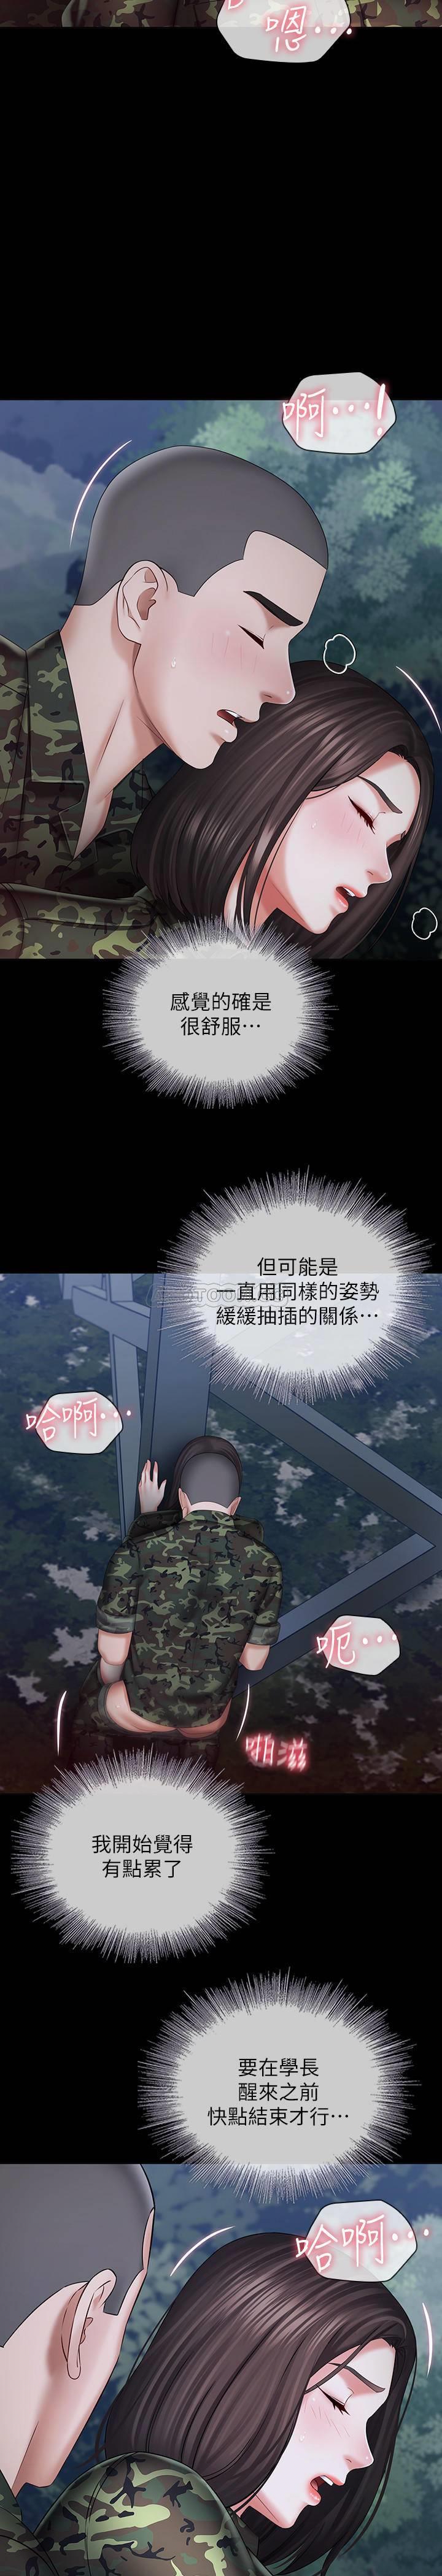 嗯…
啊…!
感覺的確是
很舒服…
但可能是
一直用同樣的姿勢
緩緩抽插的關係…
哈啊…
呃…
啪滋
我開始覺得
有點累了
要在學長
醒來之前
快點結束才行…
哈啊…